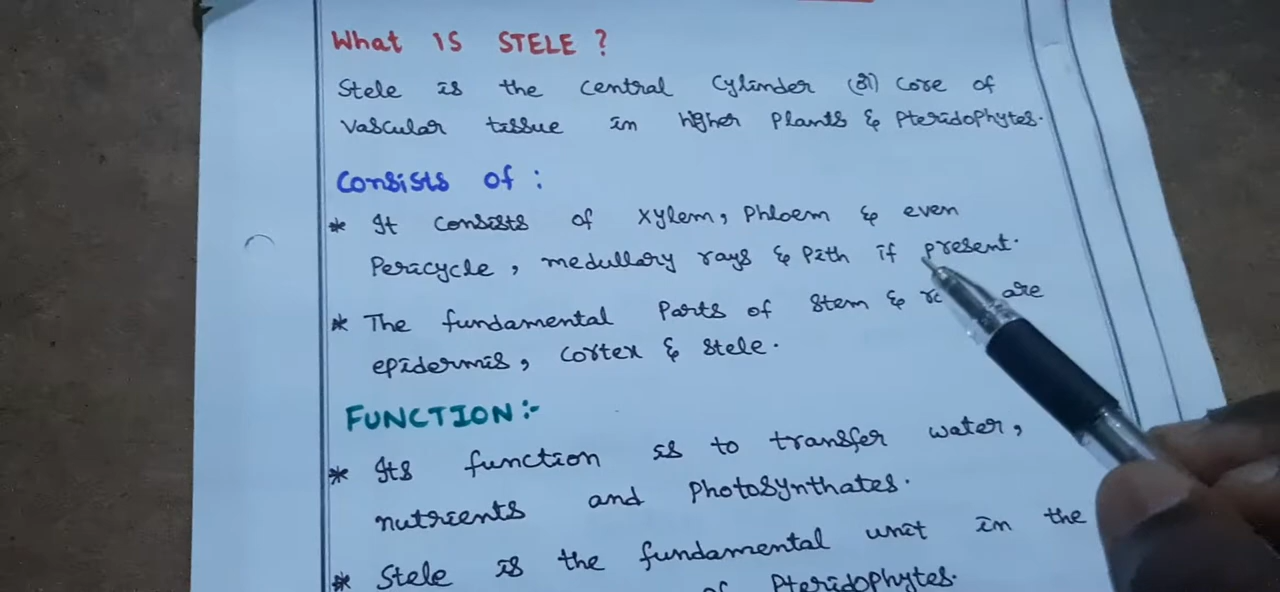 What IS STELE ?
Stele is the central cylinder (or) core of
vascular tissue in higher plants & pteridophytes.
Consists of :
* It consists of xylem, phloem & even
Pericycle, medullary rays & pith if present.
* The fundamental parts of stem & are
epidermis, cortex & stele.
FUNCTION:-
* Its function is to transfer water,
nutrients and photosynthates.
* Stele is the fundamental unit in the
of Pteridophytes.